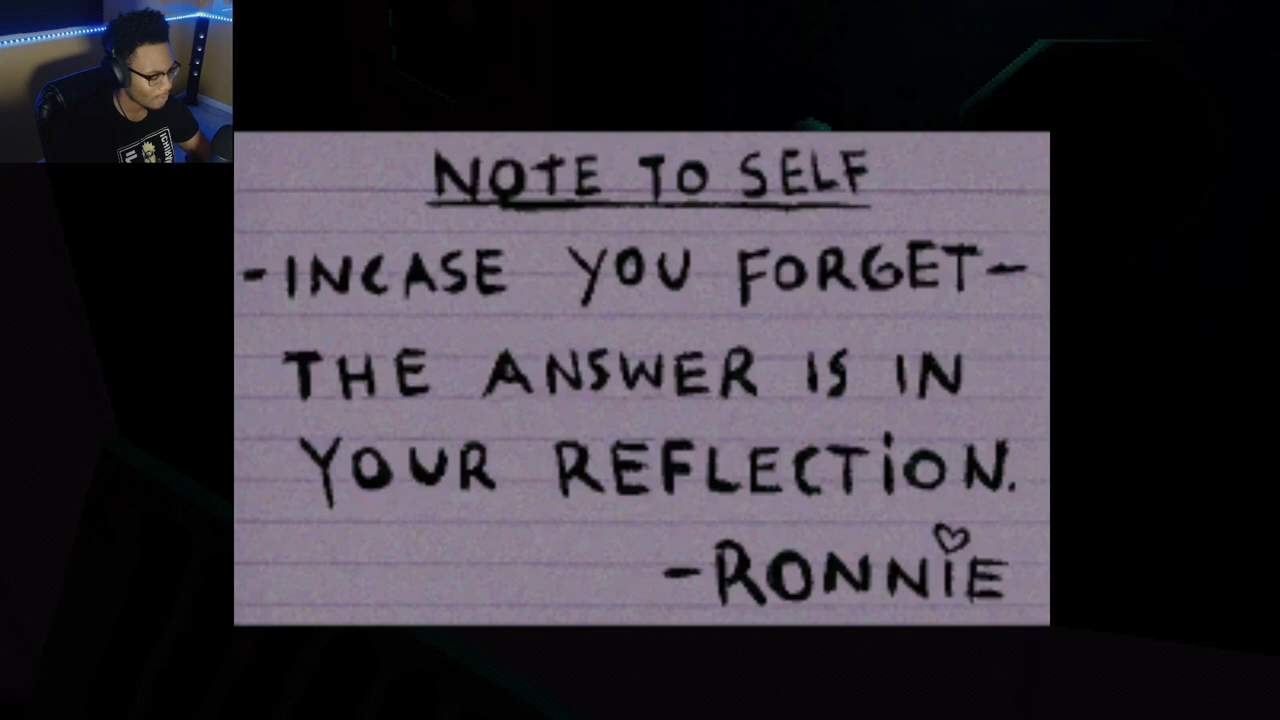 NOTE TO SELF
-INCASE YOU FORGET-
THE ANSWER IS IN
YOUR REFLECTION.
-RONNiE